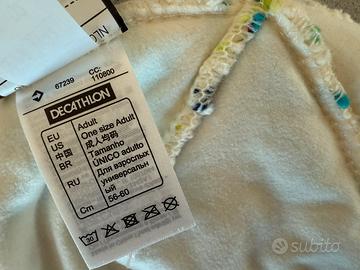 NLC
67239
CC:
110800
DECATHLON
EU Adult
US One size Adult
中国 成人均码
BR Tamanho
ÚNICO adulto
RU Для взрослых
универсальн
ый
Cm 56-60
30
subito